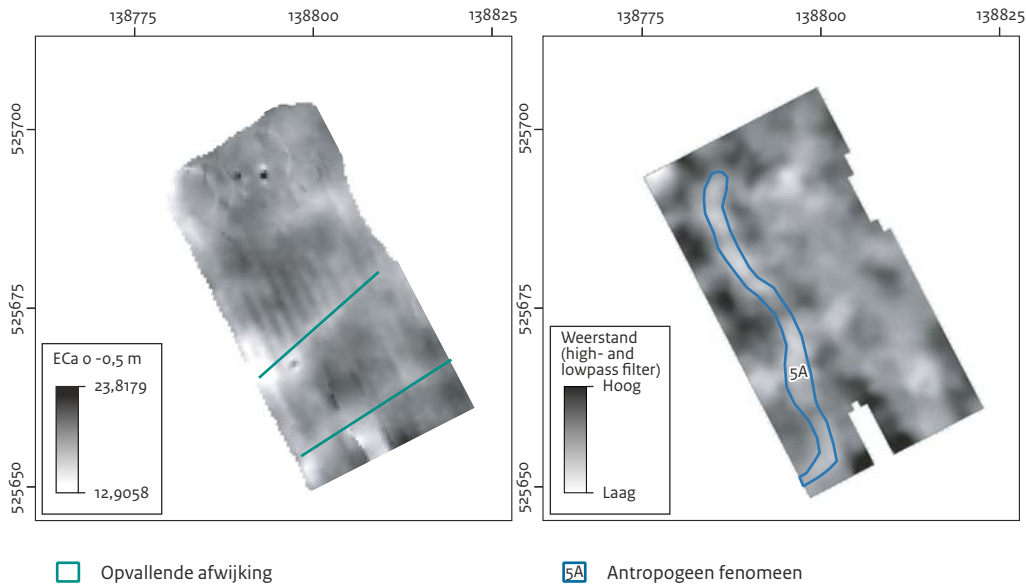 138775 138800 138825
525700
525675
525650
ECa 0 -0,5 m
23,8179
12,9058
Opvallende afwijking
138775 138800 138825
525700
525675
525650
5A
Weerstand
(high- and
lowpass filter)
Hoog
Laag
5A Antropogeen fenomeen